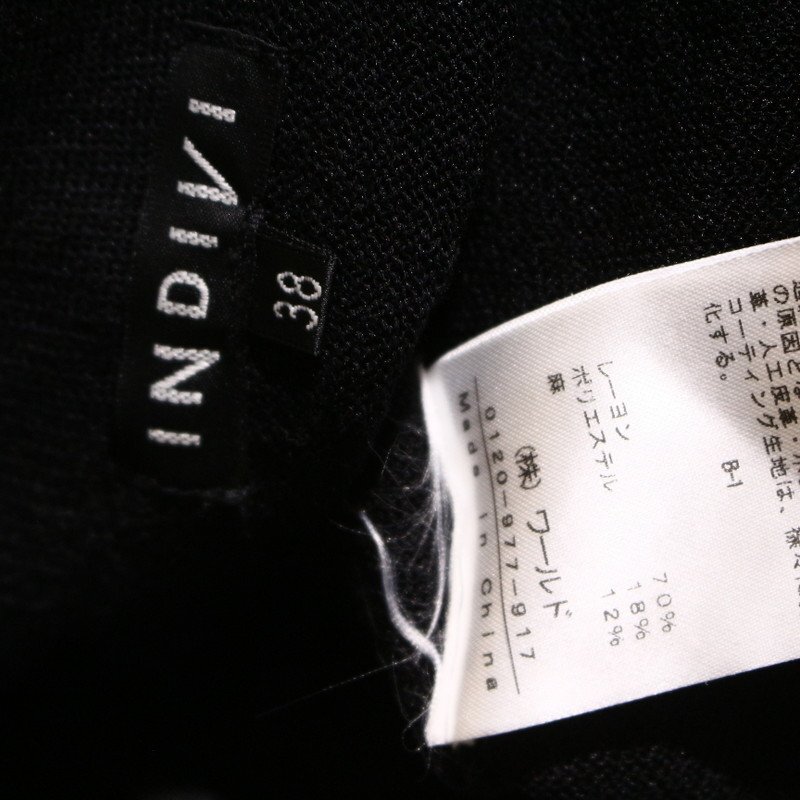 INDIVI
38
の原因とな
革・人工皮革・
コーティング生地は、
化する。
B-1
レーヨン 70%
ポリエステル 18%
麻 12%
(株) ワールド
0120-977-917
Made in China